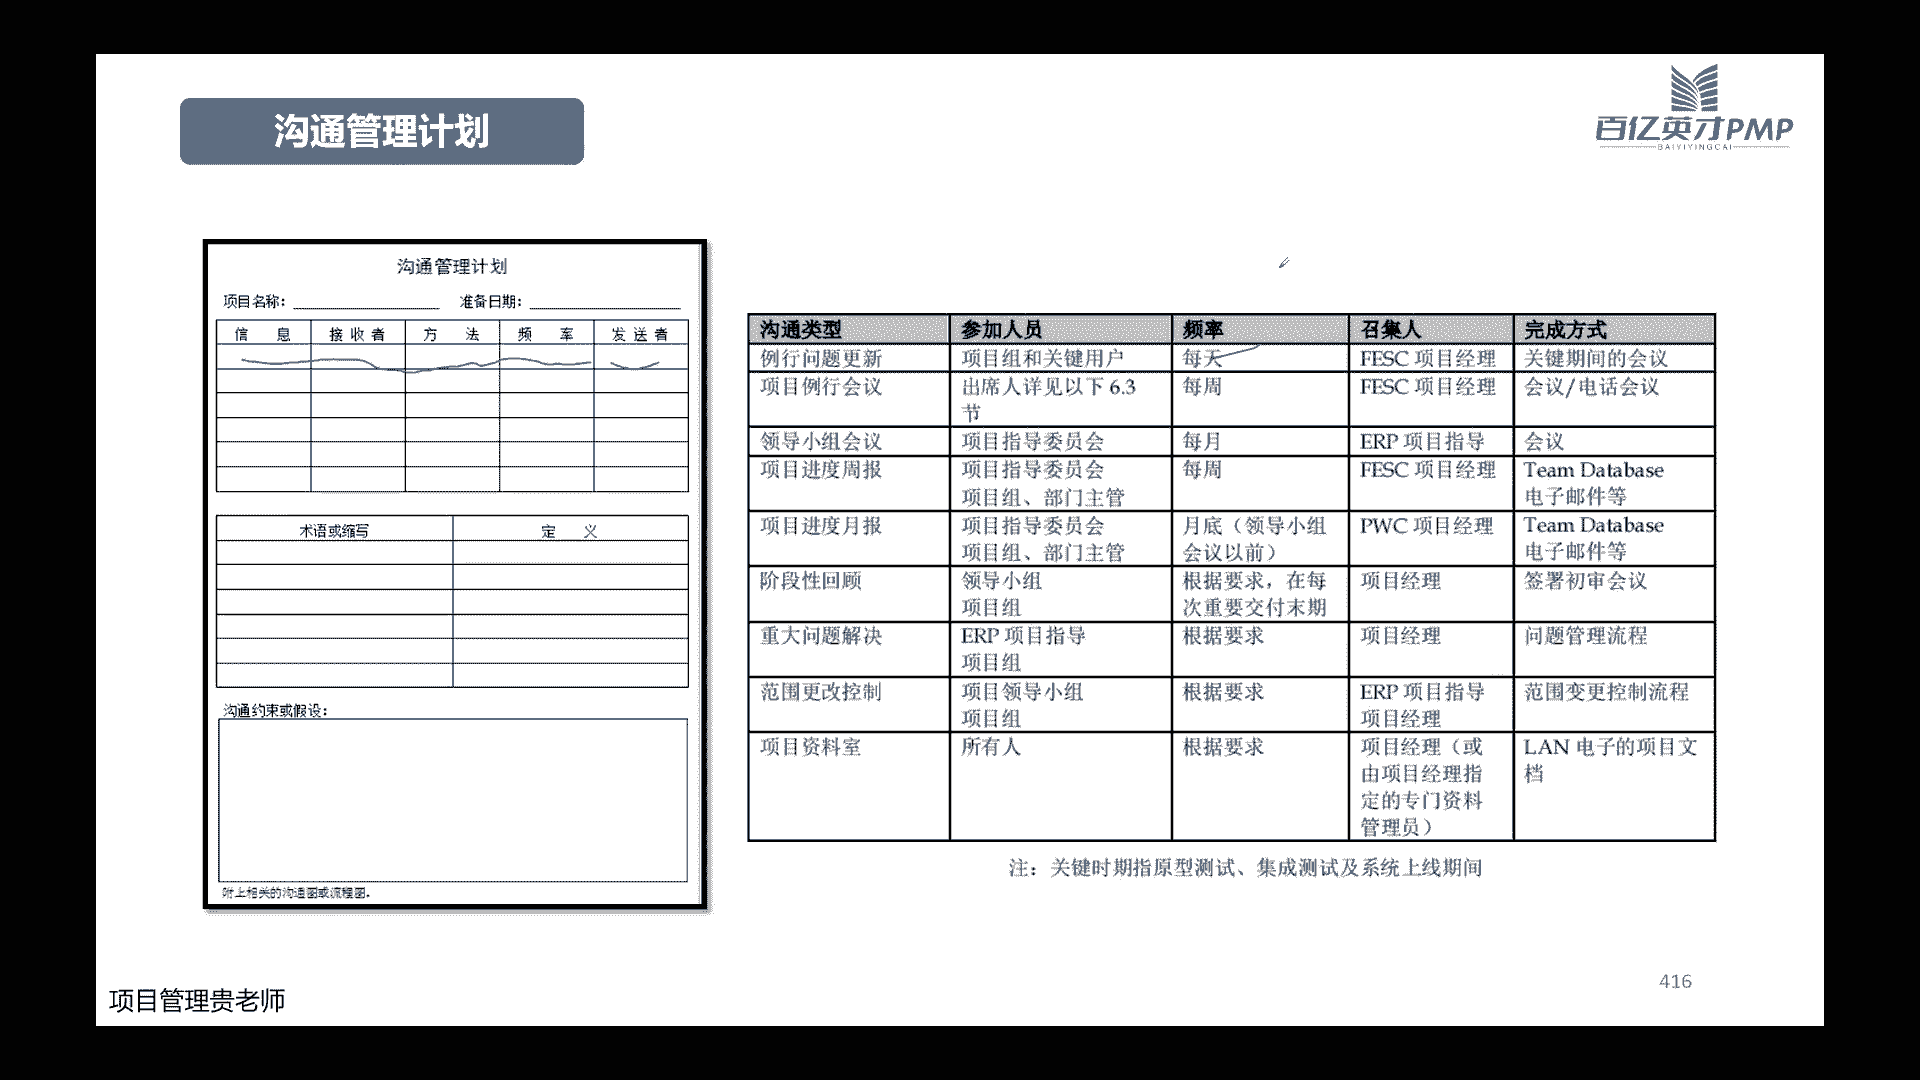 沟通管理计划
百亿英才PMP
BAIYIYINGCAI
沟通管理计划
项目名称： 准备日期：
信息 接收者 方法 频率 发送者
术语或缩写 定义
沟通约束或假设：
附上相关的沟通图或流程图。
沟通类型 参加人员 频率 召集人 完成方式
例行问题更新 项目组和关键用户 每天 FESC 项目经理 关键期间的会议
项目例行会议 出席人详见以下 6.3 每周 FESC 项目经理 会议/电话会议
节
领导小组会议 项目指导委员会 每月 ERP 项目指导 会议
项目进度周报 项目指导委员会 每周 FESC 项目经理 Team Database
项目组、部门主管 电子邮件等
项目进度月报 项目指导委员会 月底（领导小组 PWC 项目经理 Team Database
项目组、部门主管 会议以前） 电子邮件等
阶段性回顾 领导小组 根据要求，在每 项目经理 签署初审会议
项目组 次重要交付末期
重大问题解决 ERP 项目指导 根据要求 项目经理 问题管理流程
项目组
范围更改控制 项目领导小组 根据要求 ERP 项目指导 范围变更控制流程
项目组 项目经理
项目资料室 所有人 根据要求 项目经理（或 LAN 电子的项目文
由项目经理指 档
定的专门资料
管理员）
注：关键时期指原型测试、集成测试及系统上线期间
416
项目管理贵老师